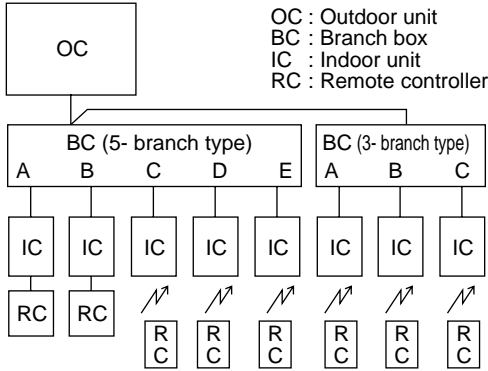 OC
OC : Outdoor unit
BC : Branch box
IC : Indoor unit
RC : Remote controller
BC (5- branch type)
A B C D E
BC (3- branch type)
A B C
IC IC IC IC IC IC IC IC
RC RC
R R R R R R
C C C C C C